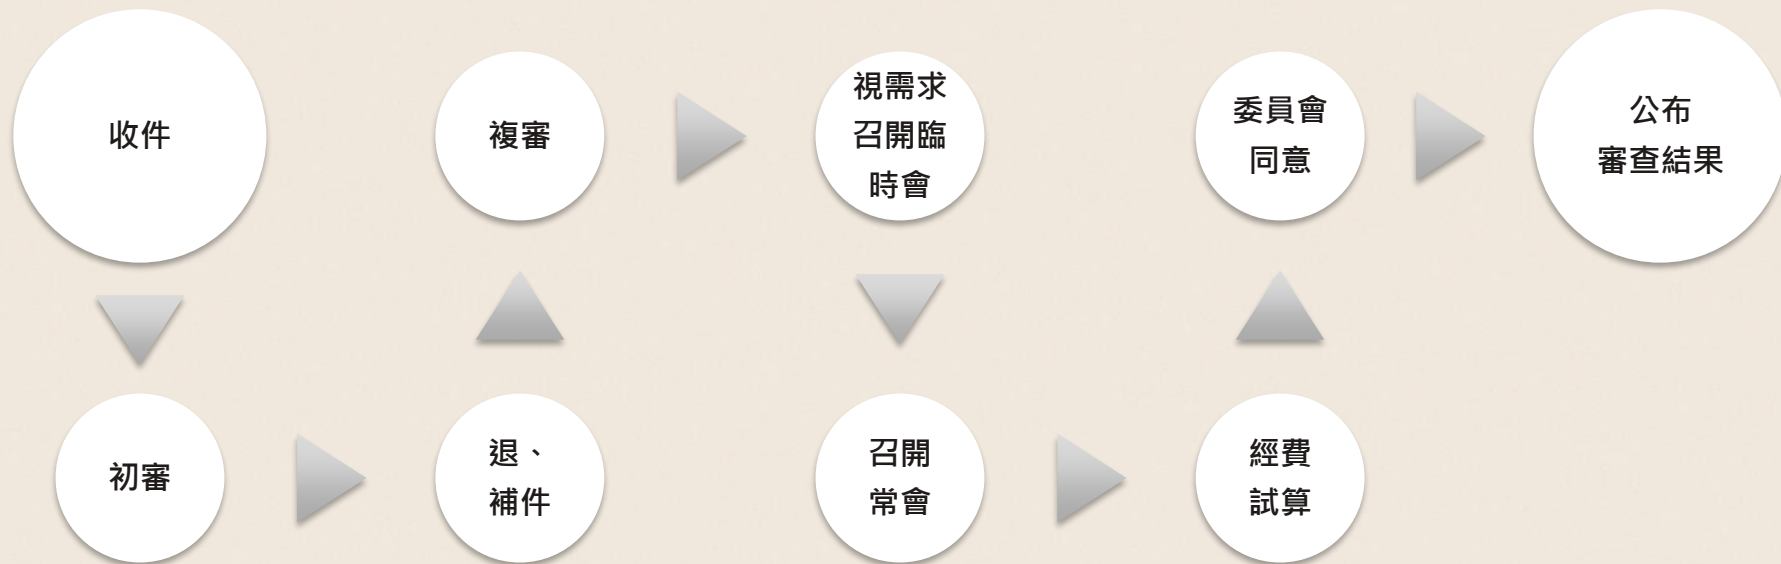 收件
初審
退、
補件
複審
視需求
召開臨
時會
召開
常會
經費
試算
委員會
同意
公布
審查結果